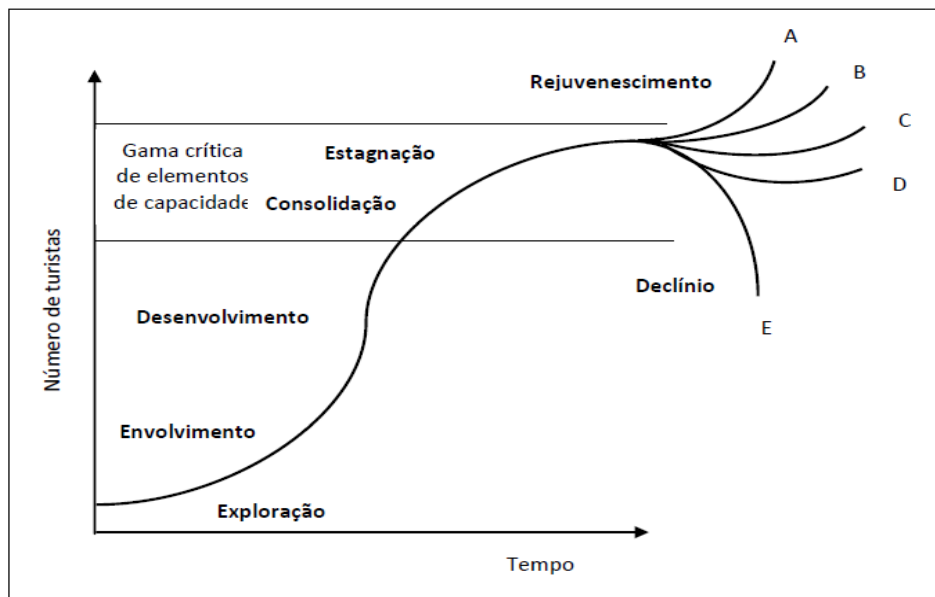 A
Rejuvenescimento
B
C
Gama crítica
de elementos
de capacidade
Estagnação
Consolidação
D
Número de turistas
Desenvolvimento
Declínio
E
Envolvimento
Exploração
Tempo